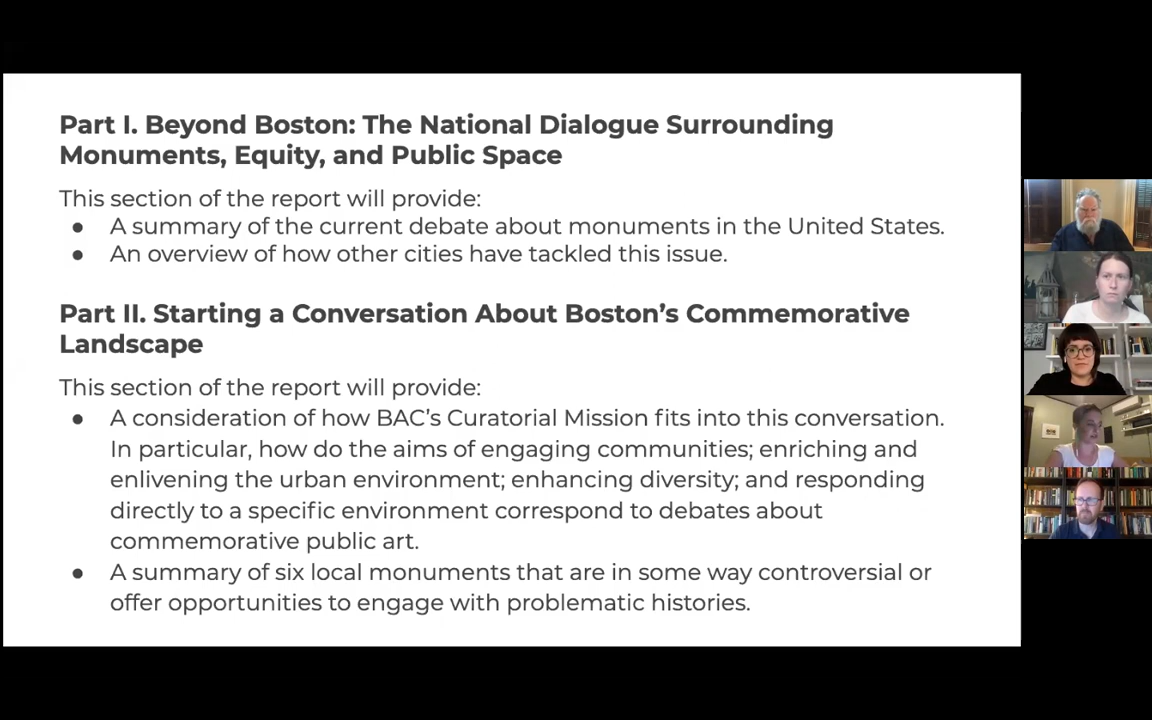 Part I. Beyond Boston: The National Dialogue Surrounding
Monuments, Equity, and Public Space
This section of the report will provide:
● A summary of the current debate about monuments in the United States.
● An overview of how other cities have tackled this issue.
Part II. Starting a Conversation About Boston’s Commemorative
Landscape
This section of the report will provide:
● A consideration of how BAC’s Curatorial Mission fits into this conversation.
In particular, how do the aims of engaging communities; enriching and
enlivening the urban environment; enhancing diversity; and responding
directly to a specific environment correspond to debates about
commemorative public art.
● A summary of six local monuments that are in some way controversial or
offer opportunities to engage with problematic histories.